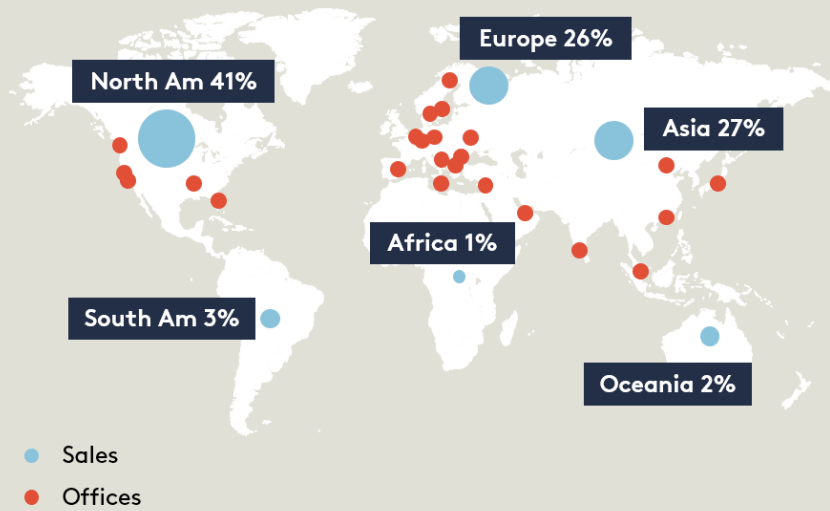 Europe 26%
North Am 41%
Asia 27%
Africa 1%
South Am 3%
Oceania 2%
Sales
Offices